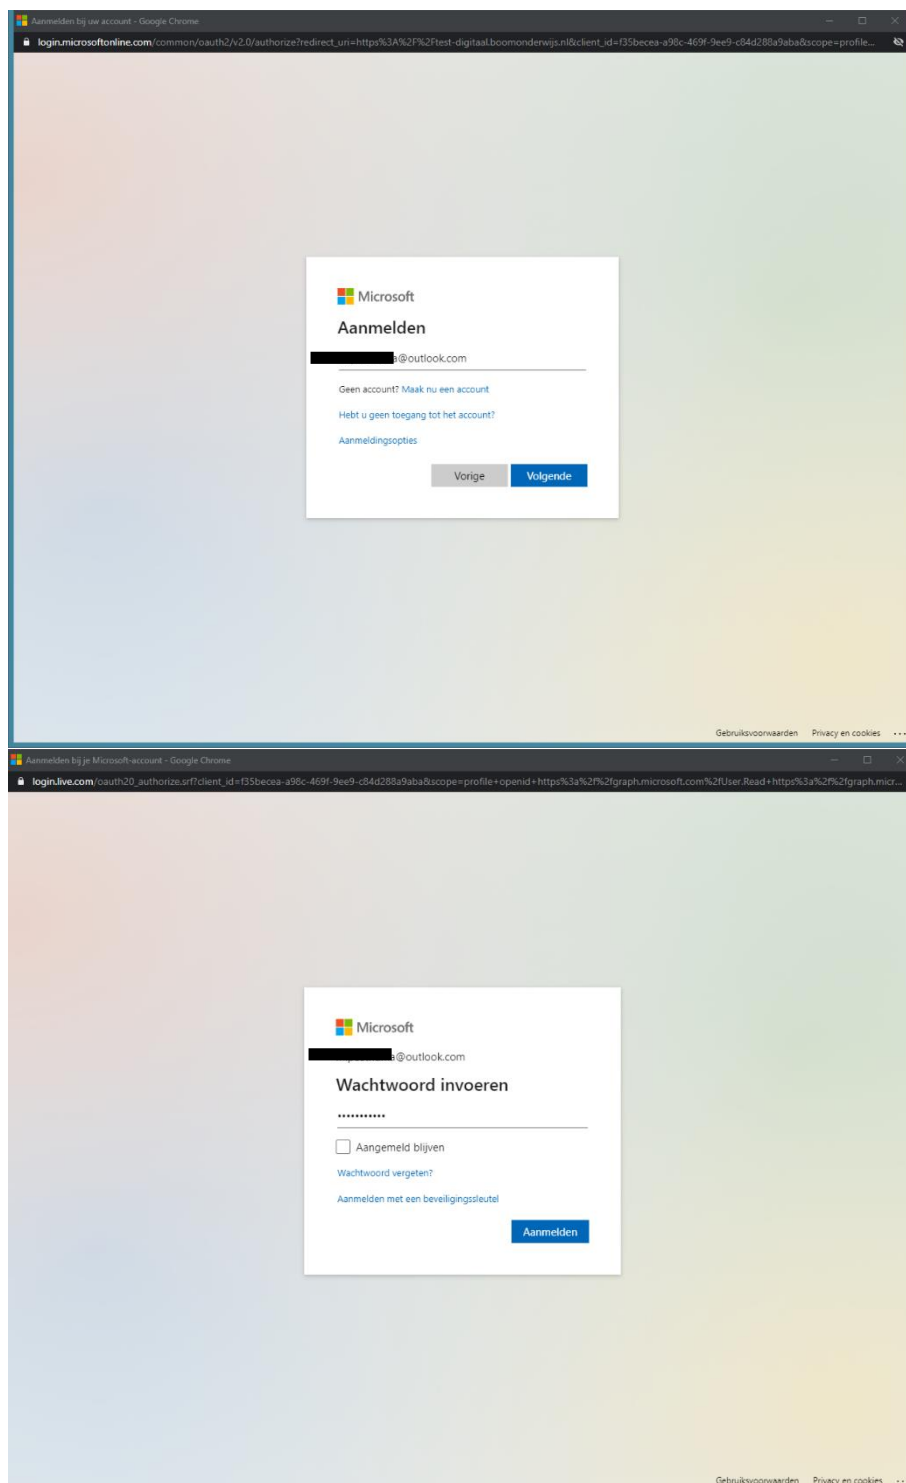 Aanmelden bij uw account - Google Chrome
login.microsoftonline.com/common/oauth2/v2.0/authorize?redirect_uri=https%3A%2F%2Ftest-digitaal.boomonderwijs.nl&client_id=f35becea-a98c-469f-9ee9-c84d288a9aba&scope=profile...
Microsoft
Aanmelden
a@outlook.com
Geen account? Maak nu een account
Hebt u geen toegang tot het account?
Aanmeldingsopties
Vorige Volgende
Gebruiksvoorwaarden Privacy en cookies ...
Aanmelden bij je Microsoft-account - Google Chrome
login.live.com/oauth20_authorize.srf?client_id=f35becea-a98c-469f-9ee9-c84d288a9aba&scope=profile+openid+https%3a%2f%2fgraph.microsoft.com%2fUser.Read+https%3a%2f%2fgraph.micr...
Microsoft
a@outlook.com
Wachtwoord invoeren
•••••••••••
Aangemeld blijven
Wachtwoord vergeten?
Aanmelden met een beveiligingssleutel
Aanmelden
Gebruiksvoorwaarden Privacy en cookies ...